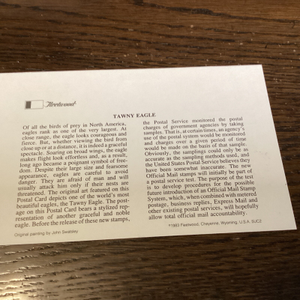 Fleetwood®
TAWNY EAGLE
Of all the birds of prey in North America,
eagles rank as one of the very largest. At
close range, the eagle looks courageous and
fierce. But, whether viewing the bird from
close up or at a distance, it is indeed a graceful
spectacle. Soaring on broad wings, the eagle
makes flight look effortless and, as a result,
long ago became a poignant symbol of free-
dom. Despite their large size and fearsome
appearance, eagles are careful to avoid
danger. They are afraid of man and will
usually attack him only if their nests are
threatened. The original art featured on this
Postal Card depicts one of the world's most
beautiful eagles, the Tawny Eagle. The post-
age on this Postal Card bears a stylized rep-
resentation of another graceful and noble
eagle. Before the release of these new stamps,
the Postal Service monitored the postal
charges of government agencies by taking
samples. That is, at certain times, an agency's
use of the postal system would be monitored
and charges over a given period of time
would be made on the basis of that sample.
Obviously, the samplings could only be as
accurate as the sampling methods used, and
the United States Postal Service believes they
have been somewhat inaccurate. The new
Official Mail stamps will initially be part of
a postal service test. The purpose of the test
is to develop procedures for the possible
future introduction of an Official Mail Stamp
System, which, when combined with metered
postage, business replies, Express Mail and
other existing postal services, will hopefully
allow total official mail accountability.
Original painting by John Swatsley
©1983 Fleetwood, Cheyenne, Wyoming, U.S.A.